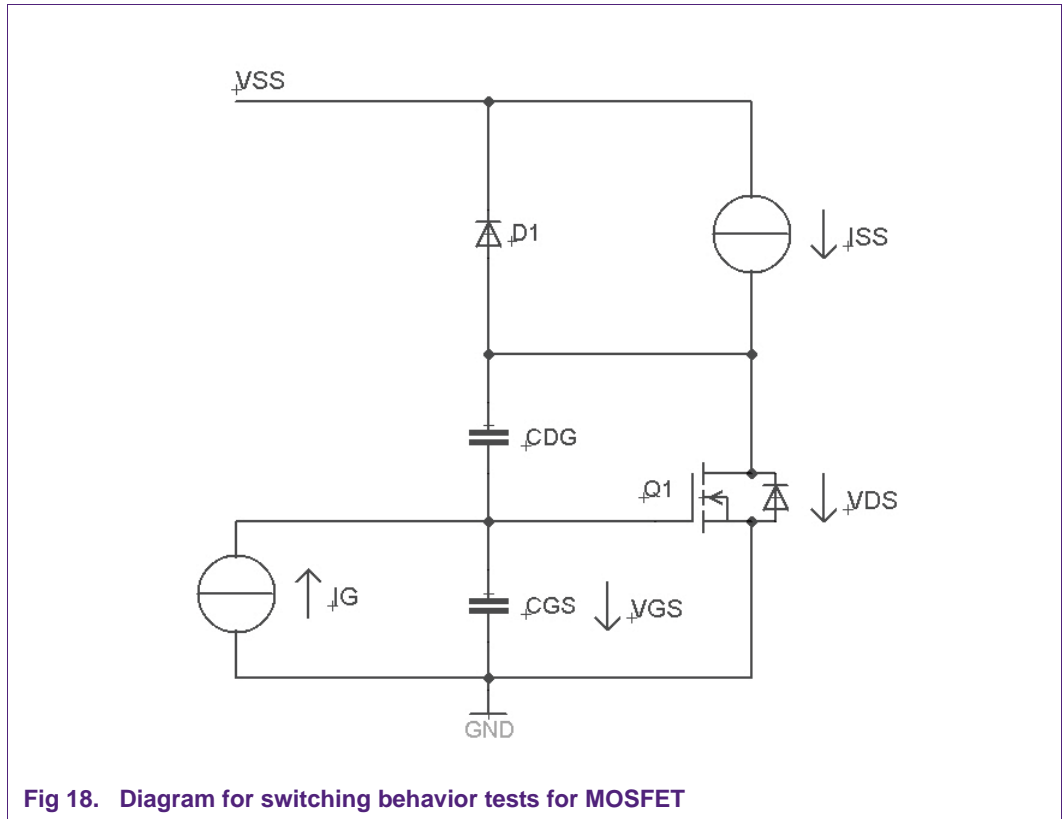 VSS
D1
ISS
CDG
Q1
VDS
IG
CGS
VGS
GND
Fig 18. Diagram for switching behavior tests for MOSFET